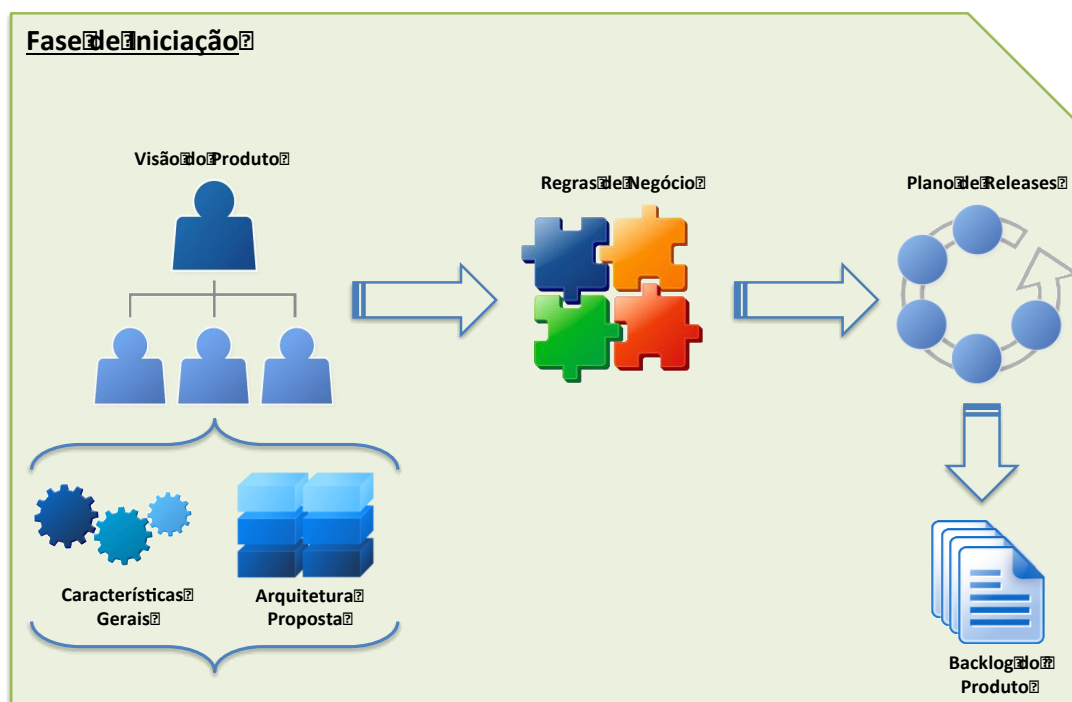 Fase de Iniciação
Visão do Produto
Regras de Negócio
Plano de Releases
Características
Gerais
Arquitetura
Proposta
Backlog do
Produto